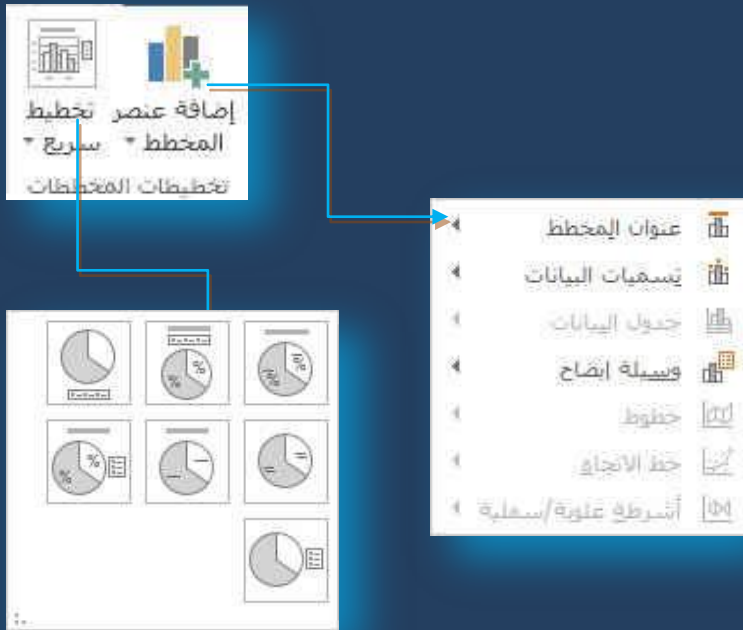 إضافة عنصر
المخطط
تخطيط
سريع
تخطيطات المخططات
عنوان المخطط
تسميات البيانات
جدول البيانات
وسيلة إيضاح
خطوط
خط الاتجاه
أشرطة علوية/سفلية